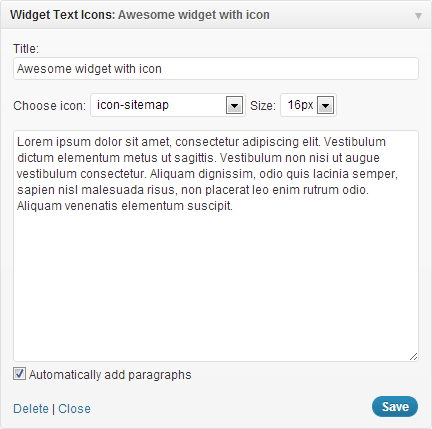 Widget Text Icons: Awesome widget with icon
Title:
Awesome widget with icon
Choose icon: icon-sitemap Size: 16px
Lorem ipsum dolor sit amet, consectetur adipiscing elit. Vestibulum
dictum elementum metus ut sagittis. Vestibulum non nisi ut augue
vestibulum consectetur. Aliquam dignissim, odio quis lacinia semper,
sapien nisl malesuada risus, non placerat leo enim rutrum odio.
Aliquam venenatis elementum suscipit.
Automatically add paragraphs
Delete | Close Save